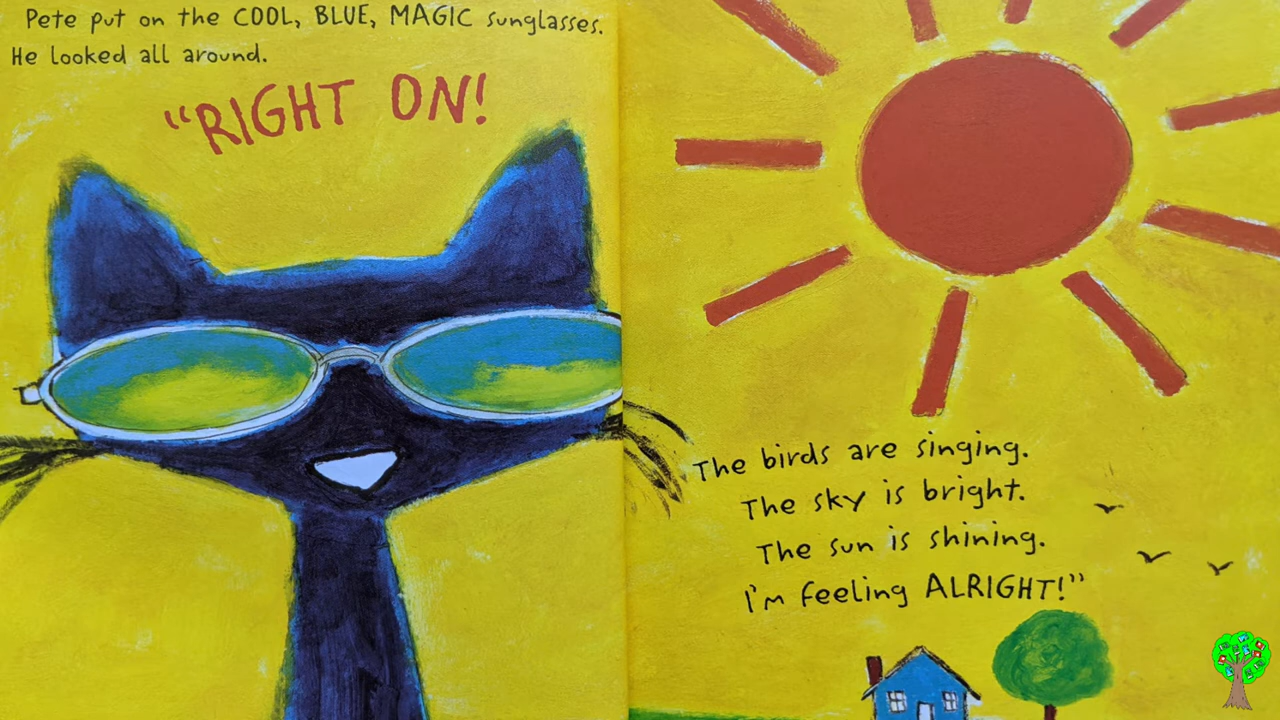 Pete put on the COOL, BLUE, MAGIC sunglasses.
He looked all around.
“RIGHT ON!
The birds are singing.
The sky is bright.
The sun is shining.
I'm feeling ALRIGHT!”